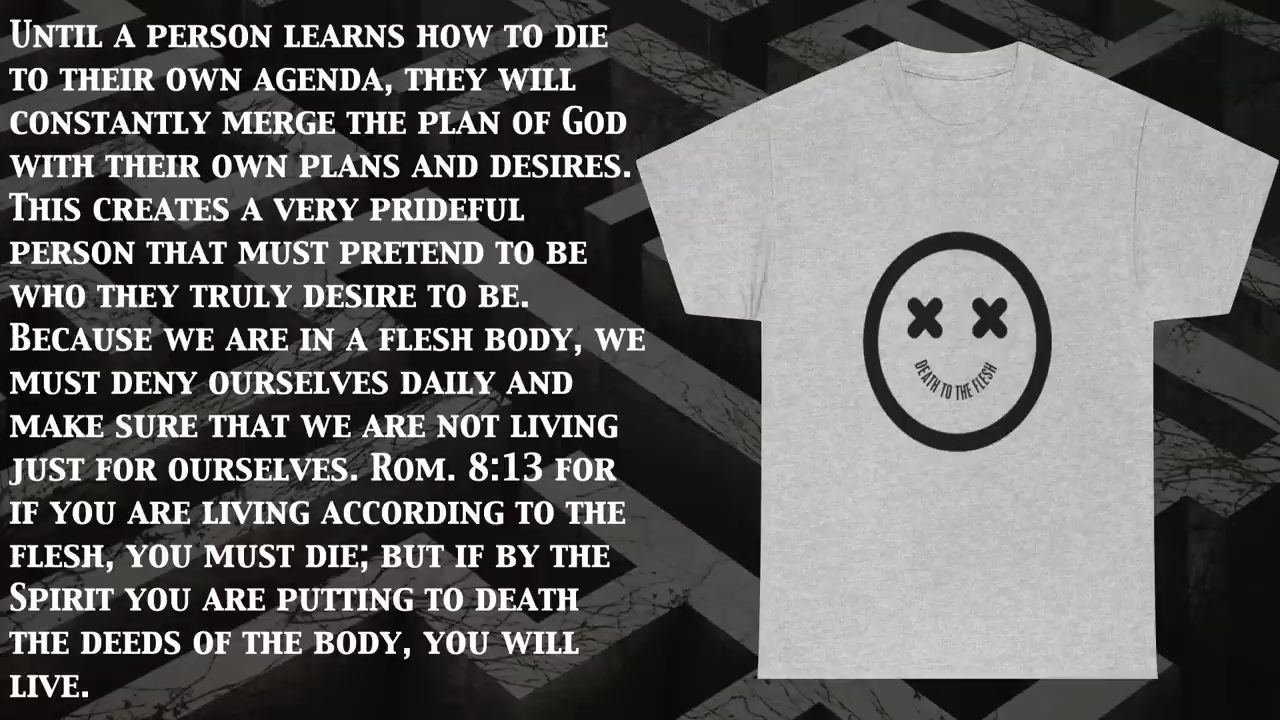 Until a person learns how to die
to their own agenda, they will
constantly merge the plan of God
with their own plans and desires.
This creates a very prideful
person that must pretend to be
who they truly desire to be.
Because we are in a flesh body, we
must deny ourselves daily and
make sure that we are not living
just for ourselves. Rom. 8:13 for
if you are living according to the
flesh, you must die; but if by the
Spirit you are putting to death
the deeds of the body, you will
live.
DEATH TO THE FLESH